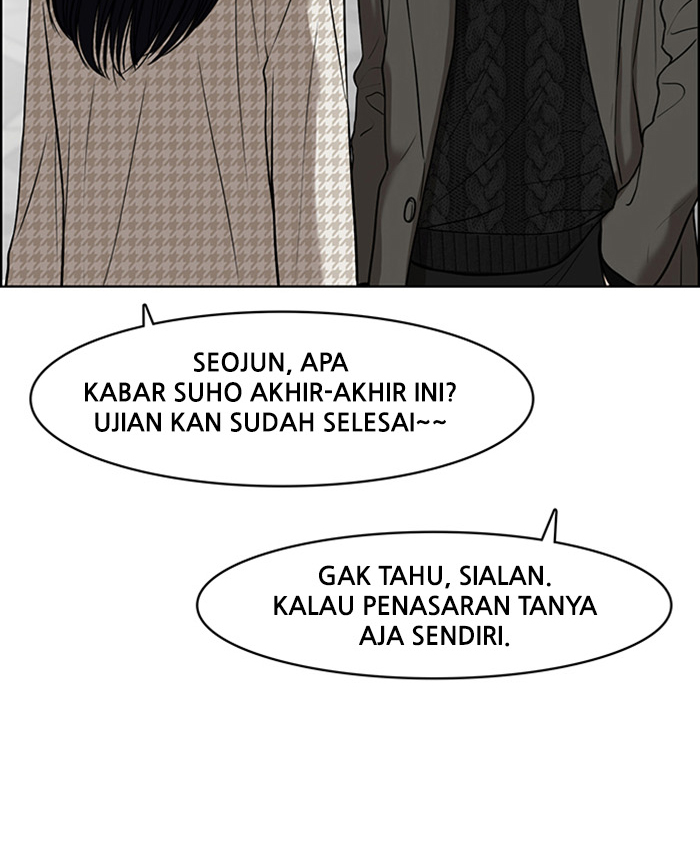 SEOJUN, APA
KABAR SUHO AKHIR-AKHIR INI?
UJIAN KAN SUDAH SELESAI~~
GAK TAHU, SIALAN.
KALAU PENASARAN TANYA
AJA SENDIRI.